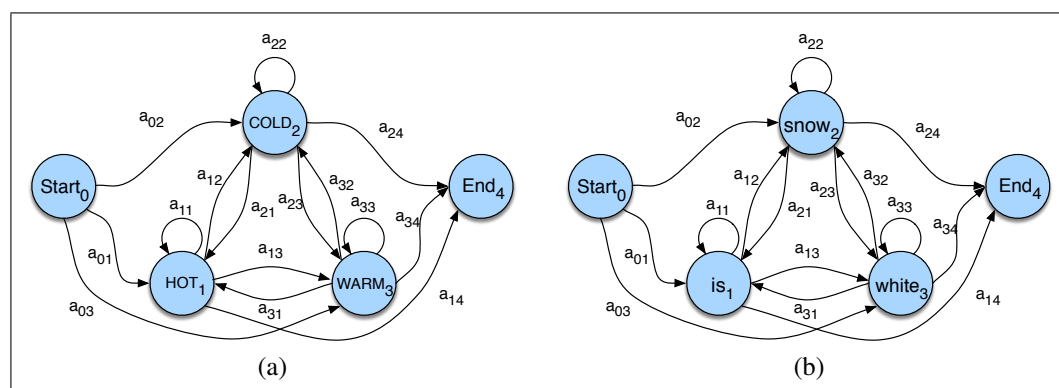 a₂₂
COLD₂
a₀₂
a₂₄
Start₀
a₁₂
a₃₂
End₄
a₁₁
a₂₁
a₂₃
a₃₃
a₃₄
a₀₁
a₁₃
HOT₁
WARM₃
a₀₃
a₃₁
a₁₄
(a)
a₂₂
snow₂
a₀₂
a₂₄
Start₀
a₁₂
a₃₂
End₄
a₁₁
a₂₁
a₂₃
a₃₃
a₃₄
a₀₁
a₁₃
is₁
white₃
a₀₃
a₃₁
a₁₄
(b)